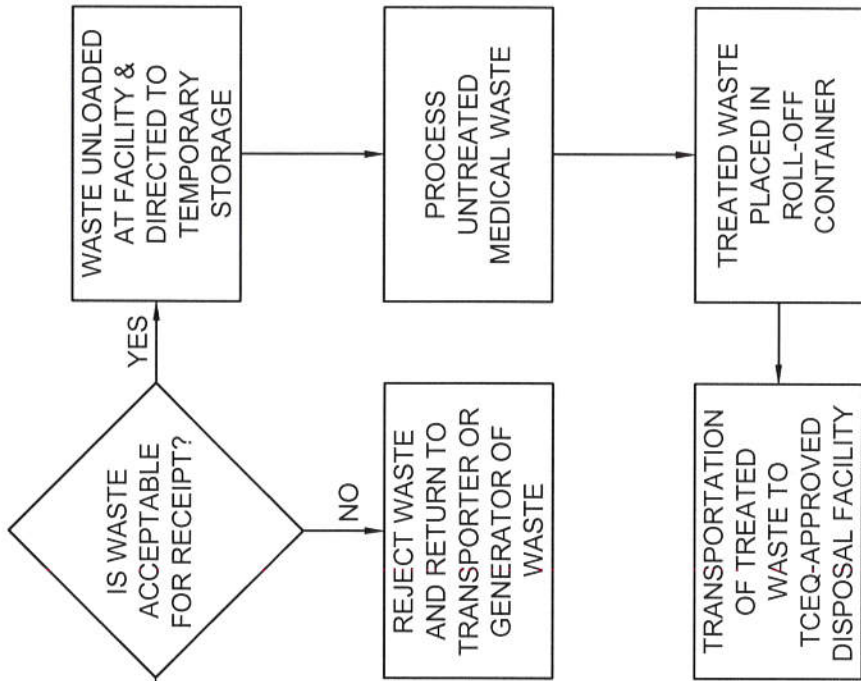 IS WASTE
ACCEPTABLE
FOR RECEIPT?
YES
NO
WASTE UNLOADED
AT FACILITY &
DIRECTED TO
TEMPORARY
STORAGE
REJECT WASTE
AND RETURN TO
TRANSPORTER OR
GENERATOR OF
WASTE
PROCESS
UNTREATED
MEDICAL WASTE
TREATED WASTE
PLACED IN
ROLL-OFF
CONTAINER
TRANSPORTATION
OF TREATED
WASTE TO
TCEQ-APPROVED
DISPOSAL FACILITY